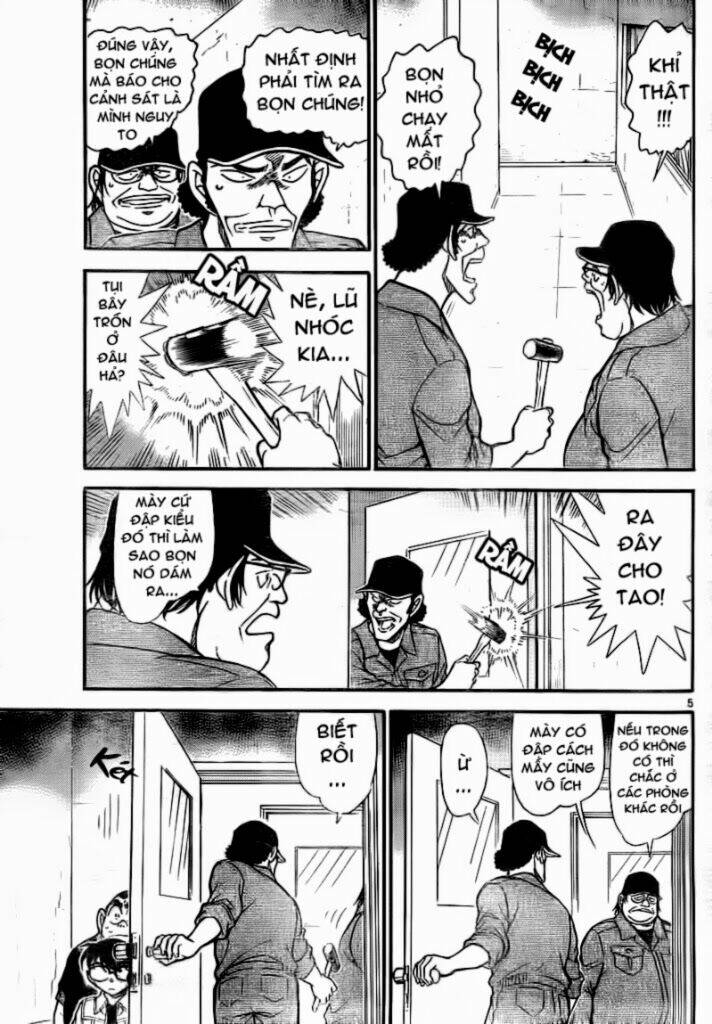 KHỈ
THẬT
!!!
BỊCH
BỊCH
BỊCH
BỌN
NHỎ
CHẠY
MẤT
RỒI!
NHẤT ĐỊNH
PHẢI TÌM RA
BỌN CHÚNG!
ĐÚNG VẬY,
BỌN CHÚNG
MÀ BÁO CHO
CẢNH SÁT LÀ
MÌNH NGUY
TO
RẦM
NÈ, LŨ
NHÓC
KIA...
TỤI
BÂY
TRỐN
Ở
ĐÂU
HẢ?
RA
ĐÂY
CHO
TAO!
RẦM
MÀY CỨ
ĐẬP KIỂU
ĐÓ THÌ LÀM
SAO BỌN
NÓ DÁM
RA...
5
NẾU TRONG
ĐÓ KHÔNG
CÓ THÌ
CHẮC Ở
CÁC PHÒNG
KHÁC RỒI
MÀY CÓ
ĐẬP CÁCH
MẤY CŨNG
VÔ ÍCH
Ừ
...
BIẾT
RỒI
...
KÉT